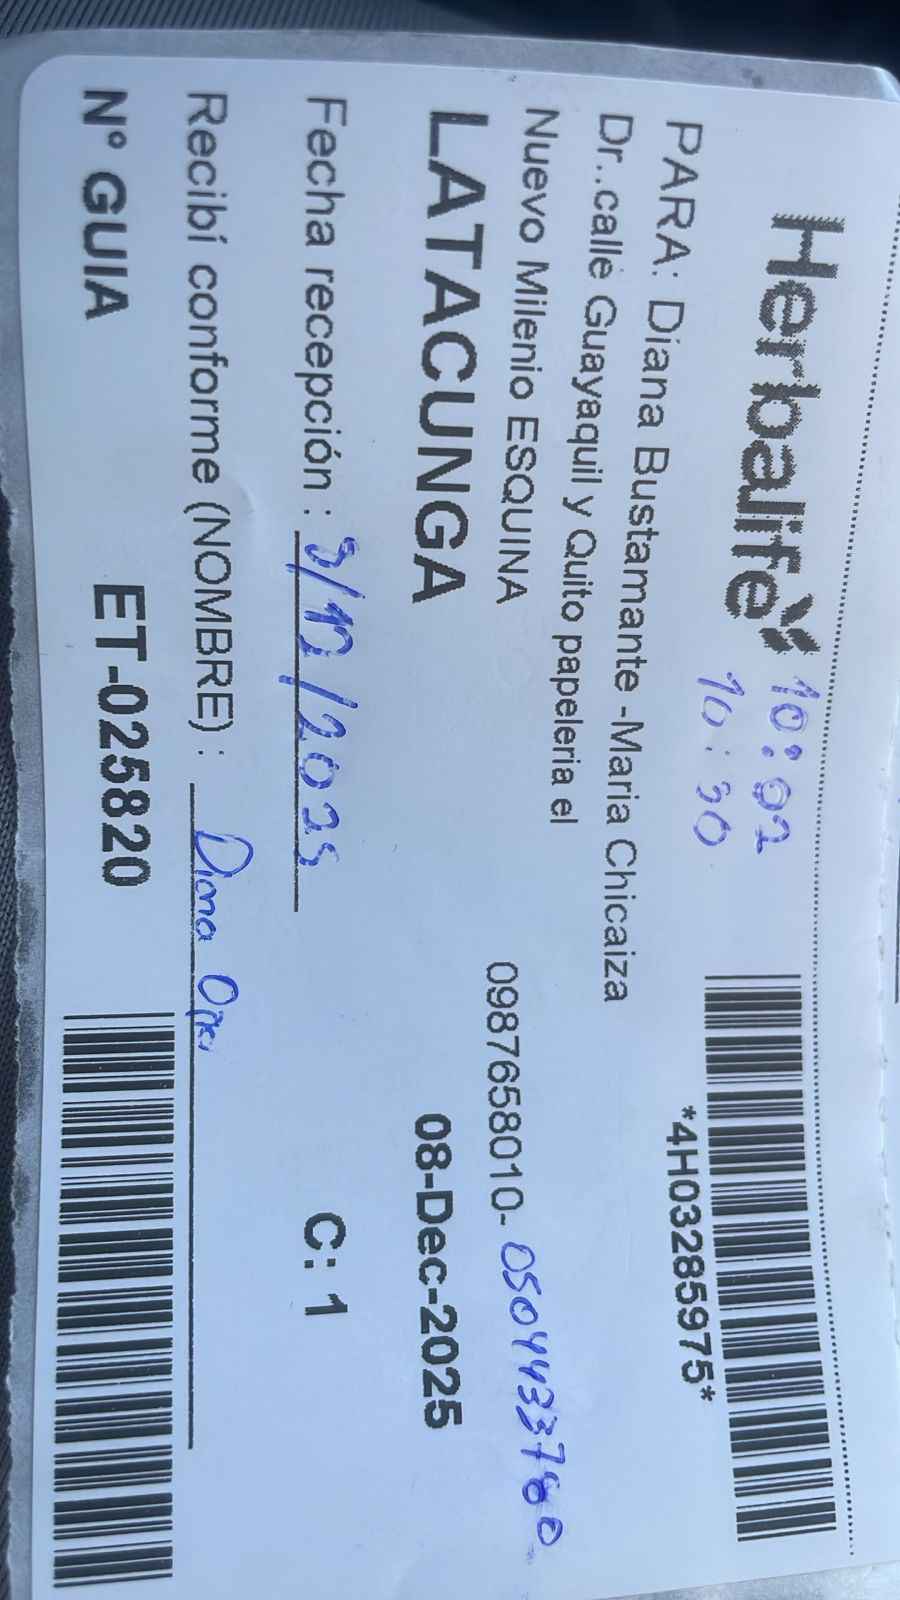 Herbalife
10:02
10:30
*4H03285975*
PARA: Diana Bustamante -Maria Chicaiza
Dr..calle Guayaquil y Quito papeleria el
Nuevo Milenio ESQUINA
0987658010-
LATACUNGA
08-Dec-2025
Fecha recepción : 9/12/2025
C: 1
Recibí conforme (NOMBRE) : Diana
N° GUIA
ET-025820